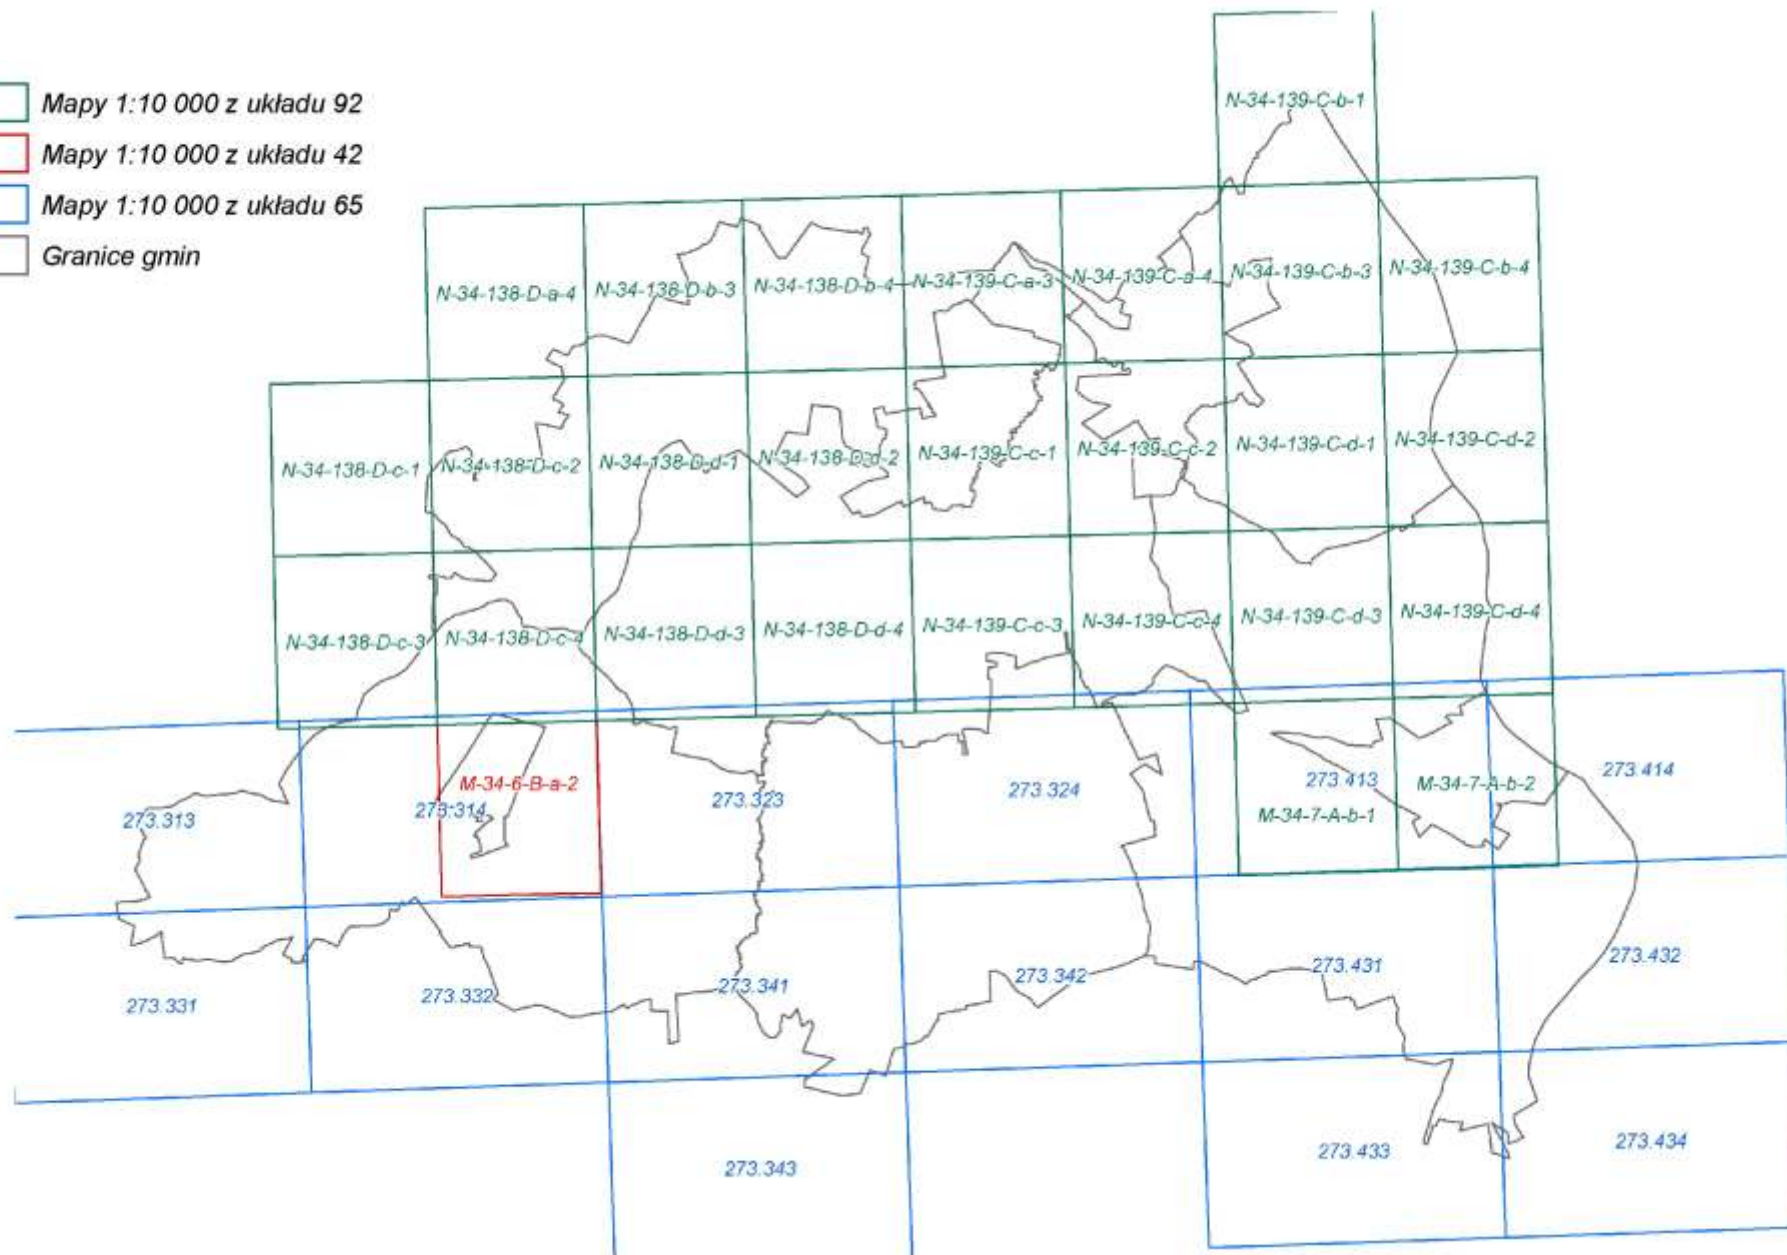 Mapy 1:10 000 z układu 92
Mapy 1:10 000 z układu 42
Mapy 1:10 000 z układu 65
Granice gmin
N-34-139-C-b-1
N-34-138-D-a-4
N-34-138-D-b-3
N-34-138-D-b-4
N-34-139-C-a-3
N-34-139-C-a-4
N-34-139-C-b-3
N-34-139-C-b-4
N-34-138-D-c-1
N-34-138-D-c-2
N-34-138-D-d-1
N-34-138-D-d-2
N-34-139-C-c-1
N-34-139-C-c-2
N-34-139-C-d-1
N-34-139-C-d-2
N-34-138-D-c-3
N-34-138-D-c-4
N-34-138-D-d-3
N-34-138-D-d-4
N-34-139-C-c-3
N-34-139-C-c-4
N-34-139-C-d-3
N-34-139-C-d-4
273.313
273.314
M-34-6-B-a-2
273.323
273.324
273.413
M-34-7-A-b-1
M-34-7-A-b-2
273.414
273.331
273.332
273.341
273.342
273.431
273.432
273.343
273.433
273.434